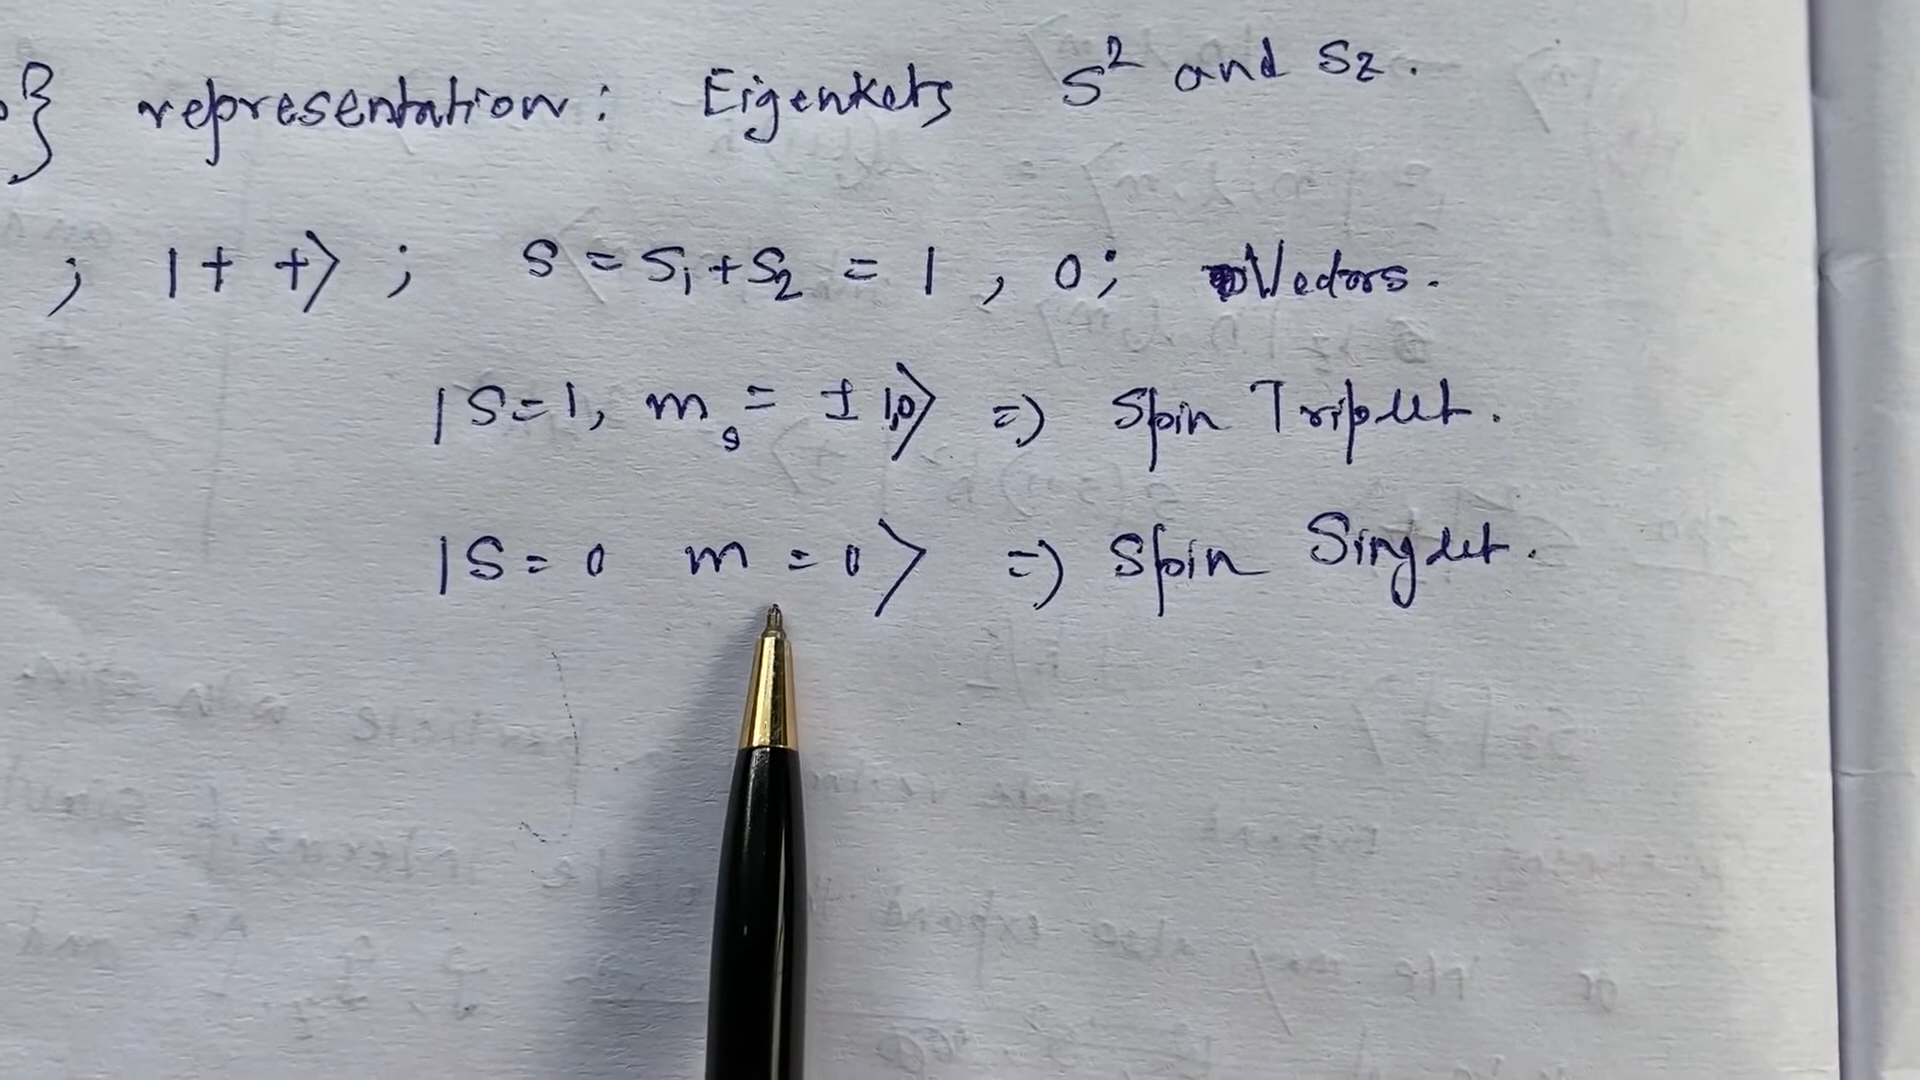 } representation: Eigenkets S² and Sz.
; |+ +⟩ ; S = S₁+S₂ = 1 , 0; Vectors.
|S=1, mₛ = ± 1,0⟩ ⇒ Spin Triplet.
|S=0 m=0⟩ ⇒ Spin Singlet.